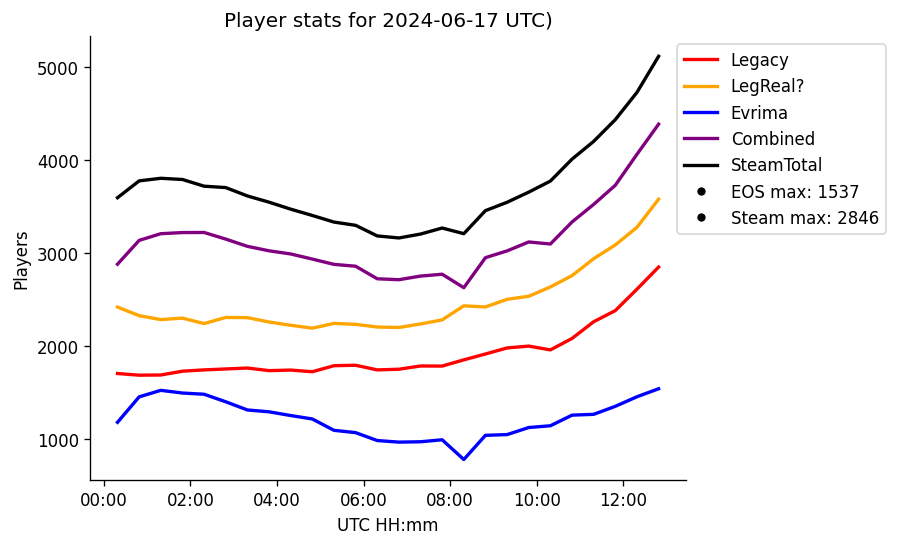 Player stats for 2024-06-17 UTC)
Players
5000
4000
3000
2000
1000
00:00 02:00 04:00 06:00 08:00 10:00 12:00
UTC HH:mm
Legacy
LegReal?
Evrima
Combined
SteamTotal
EOS max: 1537
Steam max: 2846